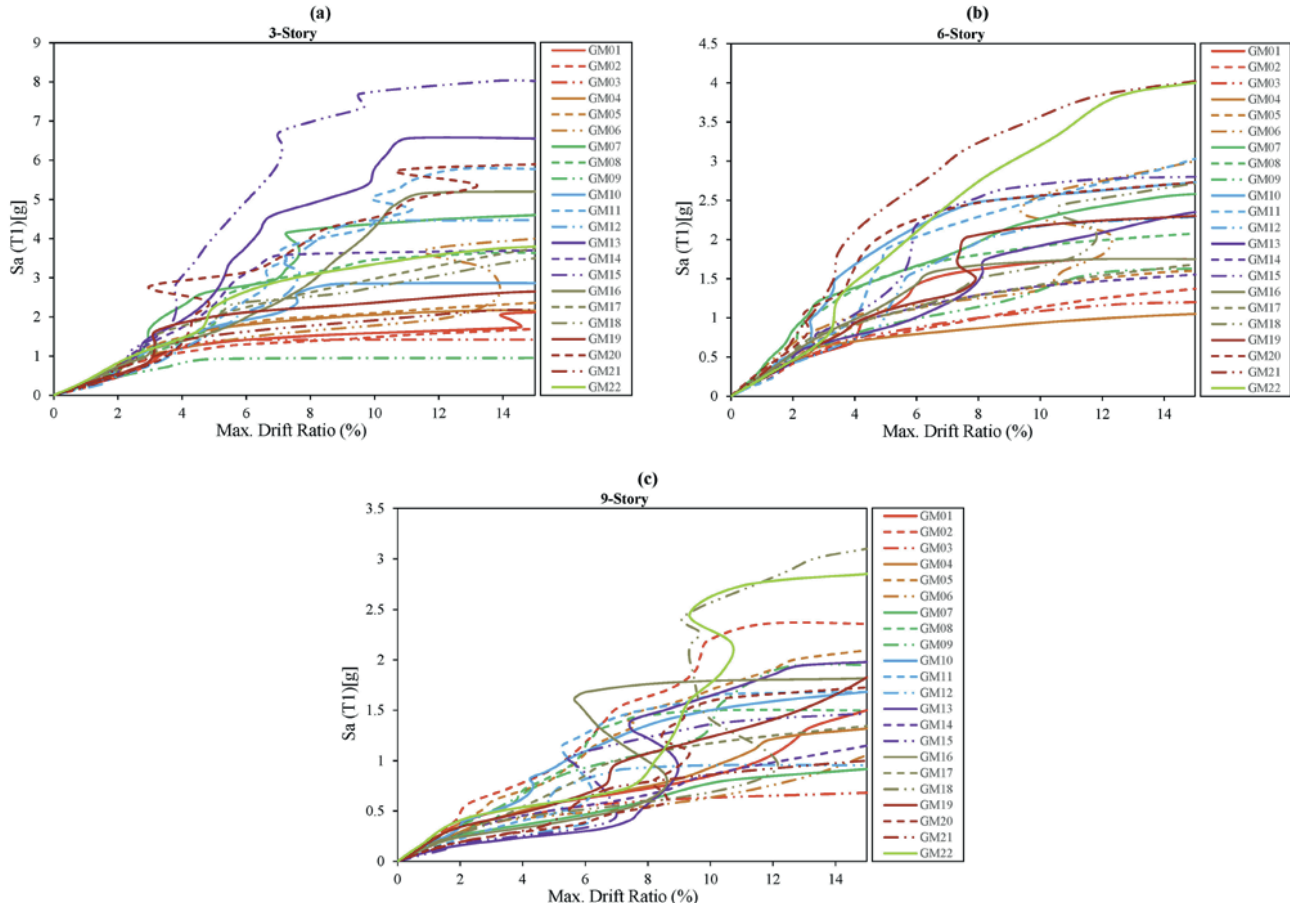 (a)
3-Story
9
8
7
6
5
4
3
2
1
0
Sa (T1)[g]
0 2 4 6 8 10 12 14
Max. Drift Ratio (%)
GM01
GM02
GM03
GM04
GM05
GM06
GM07
GM08
GM09
GM10
GM11
GM12
GM13
GM14
GM15
GM16
GM17
GM18
GM19
GM20
GM21
GM22
(b)
6-Story
4.5
4
3.5
3
2.5
2
1.5
1
0.5
0
Sa (T1)[g]
0 2 4 6 8 10 12 14
Max. Drift Ratio (%)
GM01
GM02
GM03
GM04
GM05
GM06
GM07
GM08
GM09
GM10
GM11
GM12
GM13
GM14
GM15
GM16
GM17
GM18
GM19
GM20
GM21
GM22
(c)
9-Story
3.5
3
2.5
2
1.5
1
0.5
0
Sa (T1)[g]
0 2 4 6 8 10 12 14
Max. Drift Ratio (%)
GM01
GM02
GM03
GM04
GM05
GM06
GM07
GM08
GM09
GM10
GM11
GM12
GM13
GM14
GM15
GM16
GM17
GM18
GM19
GM20
GM21
GM22